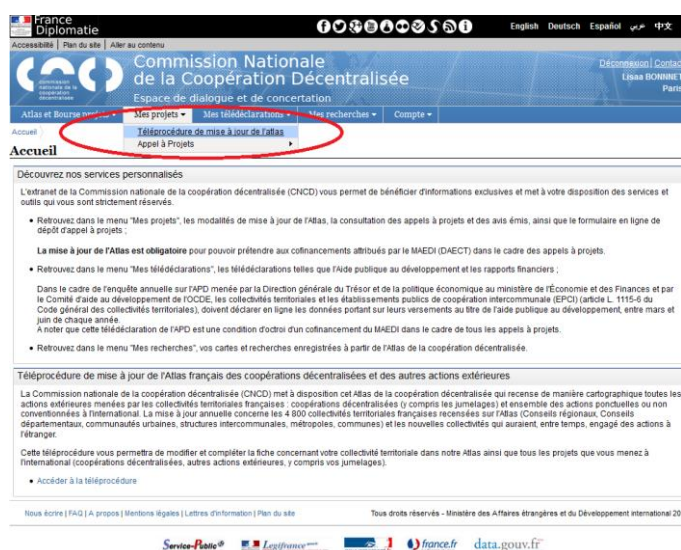 France
Diplomatie
English Deutsch Español عربي 中文
Accessibilité | Plan du site | Aller au contenu
Commission Nationale
de la Coopération Décentralisée
Espace de dialogue et de concertation
commission
nationale de la
coopération
décentralisée
Déconnexion | Contact
Lisaa BONNINET
Paris
Atlas et Bourse projets Mes projets Mes télédéclarations Mes recherches Compte
Téléprocédure de mise à jour de l'atlas
Appel à Projets
Accueil
Accueil
Découvrez nos services personnalisés
L'extranet de la Commission nationale de la coopération décentralisée (CNCD) vous permet de bénéficier d'informations exclusives et met à votre disposition des services et
outils qui vous sont strictement réservés.
• Retrouvez dans le menu "Mes projets", les modalités de mise à jour de l'Atlas, la consultation des appels à projets et des avis émis, ainsi que le formulaire en ligne de
dépôt d'appel à projets ;
La mise à jour de l'Atlas est obligatoire pour pouvoir prétendre aux cofinancements attribués par le MAEDI (DAECT) dans le cadre des appels à projets.
• Retrouvez dans le menu "Mes télédéclarations", les télédéclarations telles que l'Aide publique au développement et les rapports financiers ;
Dans le cadre de l'enquête annuelle sur l'APD menée par la Direction générale du Trésor et de la politique économique au ministère de l'Économie et des Finances et par
le Comité d'aide au développement de l'OCDE, les collectivités territoriales et les établissements publics de coopération intercommunale (EPCI) (article L. 1115-6 du
Code général des collectivités territoriales), doivent déclarer en ligne les données portant sur leurs versements au titre de l'aide publique au développement, entre mars et
juin de chaque année.
A noter que cette télédéclaration de l'APD est une condition d'octroi d'un cofinancement du MAEDI dans le cadre de tous les appels à projets.
• Retrouvez dans le menu "Mes recherches", vos cartes et recherches enregistrées à partir de l'Atlas de la coopération décentralisée.
Téléprocédure de mise à jour de l'Atlas français des coopérations décentralisées et des autres actions extérieures
La Commission nationale de la coopération décentralisée (CNCD) met à disposition cet Atlas de la coopération décentralisée qui recense de manière cartographique toutes les
actions extérieures menées par les collectivités territoriales françaises : coopérations décentralisées (y compris les jumelages) et ensemble des actions ponctuelles ou non
conventionnées à l'international. La mise à jour annuelle concerne les 4 800 collectivités territoriales françaises recensées sur l'Atlas (Conseils régionaux, Conseils
départementaux, communautés urbaines, structures intercommunales, métropoles, communes) et les nouvelles collectivités qui auraient, entre temps, engagé des actions à
l'étranger.
Cette téléprocédure vous permettra de modifier et compléter la fiche concernant votre collectivité territoriale dans notre Atlas ainsi que tous les projets que vous menez à
l'international (coopérations décentralisées, autres actions extérieures, y compris vos jumelages).
• Accéder à la téléprocédure
Nous écrire | FAQ | A propos | Mentions légales | Lettres d'information | Plan du site Tous droits réservés - Ministère des Affaires étrangères et du Développement international 20
Service-Public Legifrance france.fr data.gouv.fr